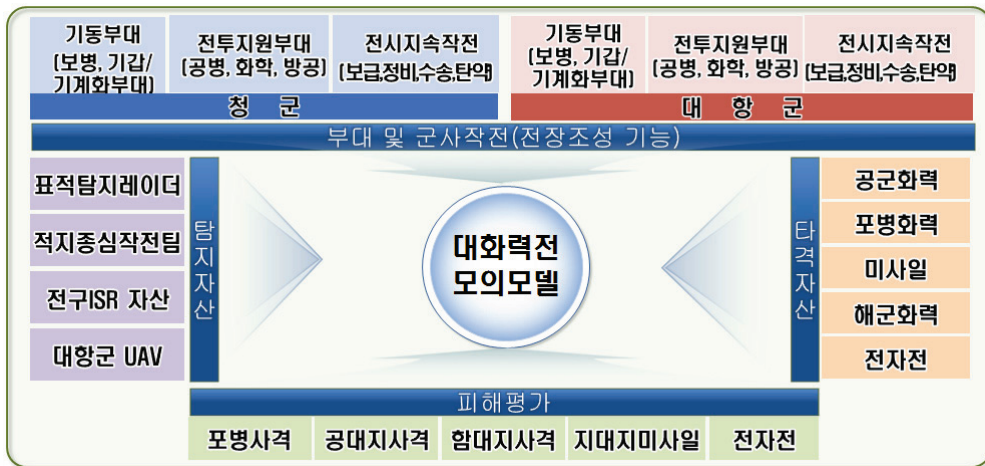 기동부대
(보병, 기갑/
기계화부대)
전투지원부대
(공병, 화학, 방공)
전시지속작전
(보급,정비,수송,탄약)
기동부대
(보병, 기갑/
기계화부대)
전투지원부대
(공병, 화학, 방공)
전시지속작전
(보급,정비,수송,탄약)
청 군
대 항 군
부대 및 군사작전(전장조성 기능)
표적탐지레이더
적지종심작전팀
전구ISR 자산
대항군 UAV
탐지자산
대화력전
모의모델
타격자산
공군화력
포병화력
미사일
해군화력
전자전
피해평가
포병사격
공대지사격
함대지사격
지대지미사일
전자전